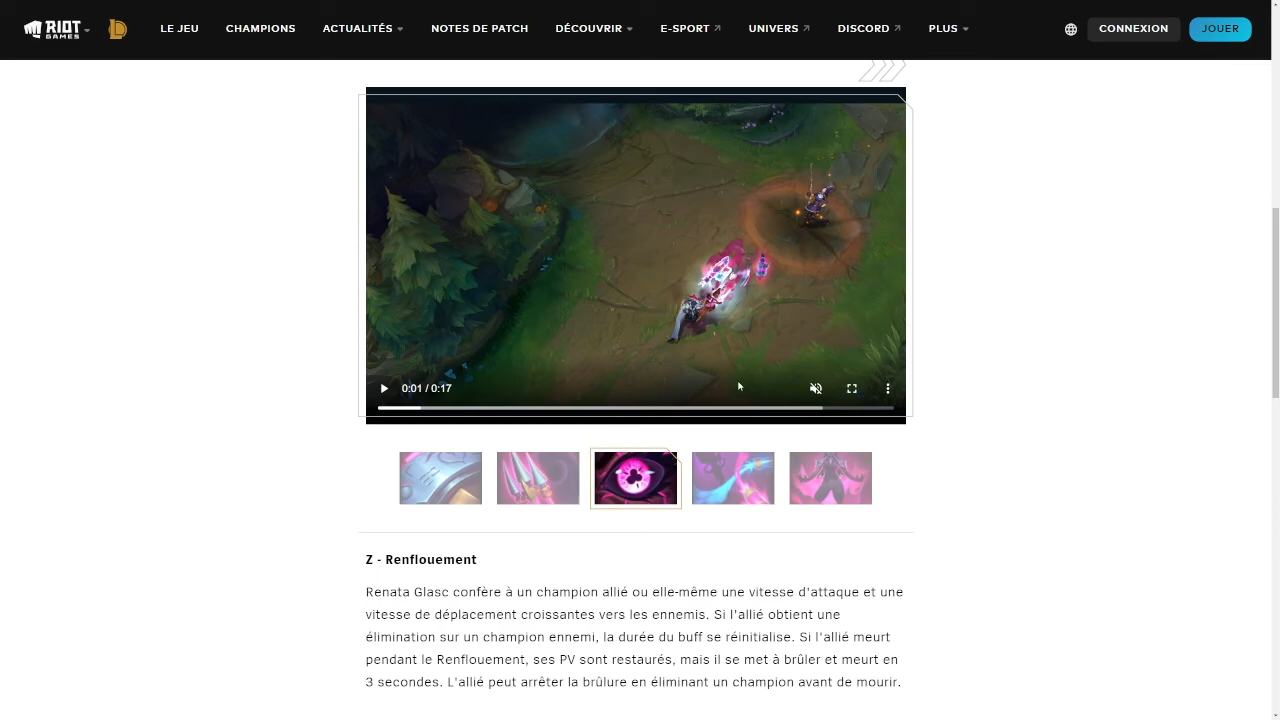 RIOT GAMES
LE JEU CHAMPIONS ACTUALITÉS NOTES DE PATCH DÉCOUVRIR E-SPORT UNIVERS DISCORD PLUS CONNEXION JOUER
0:01 / 0:17
Z - Renflouement
Renata Glasc confère à un champion allié ou elle-même une vitesse d'attaque et une
vitesse de déplacement croissantes vers les ennemis. Si l'allié obtient une
élimination sur un champion ennemi, la durée du buff se réinitialise. Si l'allié meurt
pendant le Renflouement, ses PV sont restaurés, mais il se met à brûler et meurt en
3 secondes. L'allié peut arrêter la brûlure en éliminant un champion avant de mourir.